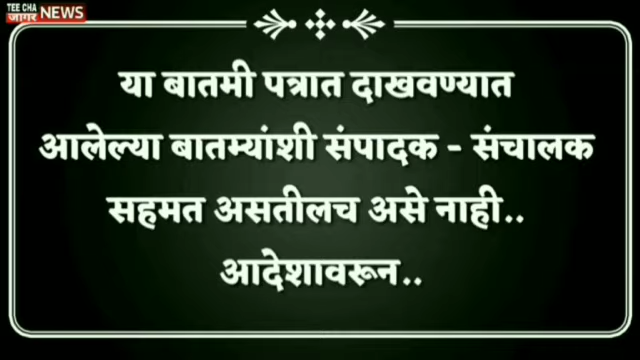 TEE CHA
जागर NEWS
या बातमी पत्रात दाखवण्यात
आलेल्या बातम्यांशी संपादक - संचालक
सहमत असतीलच असे नाही..
आदेशावरून..